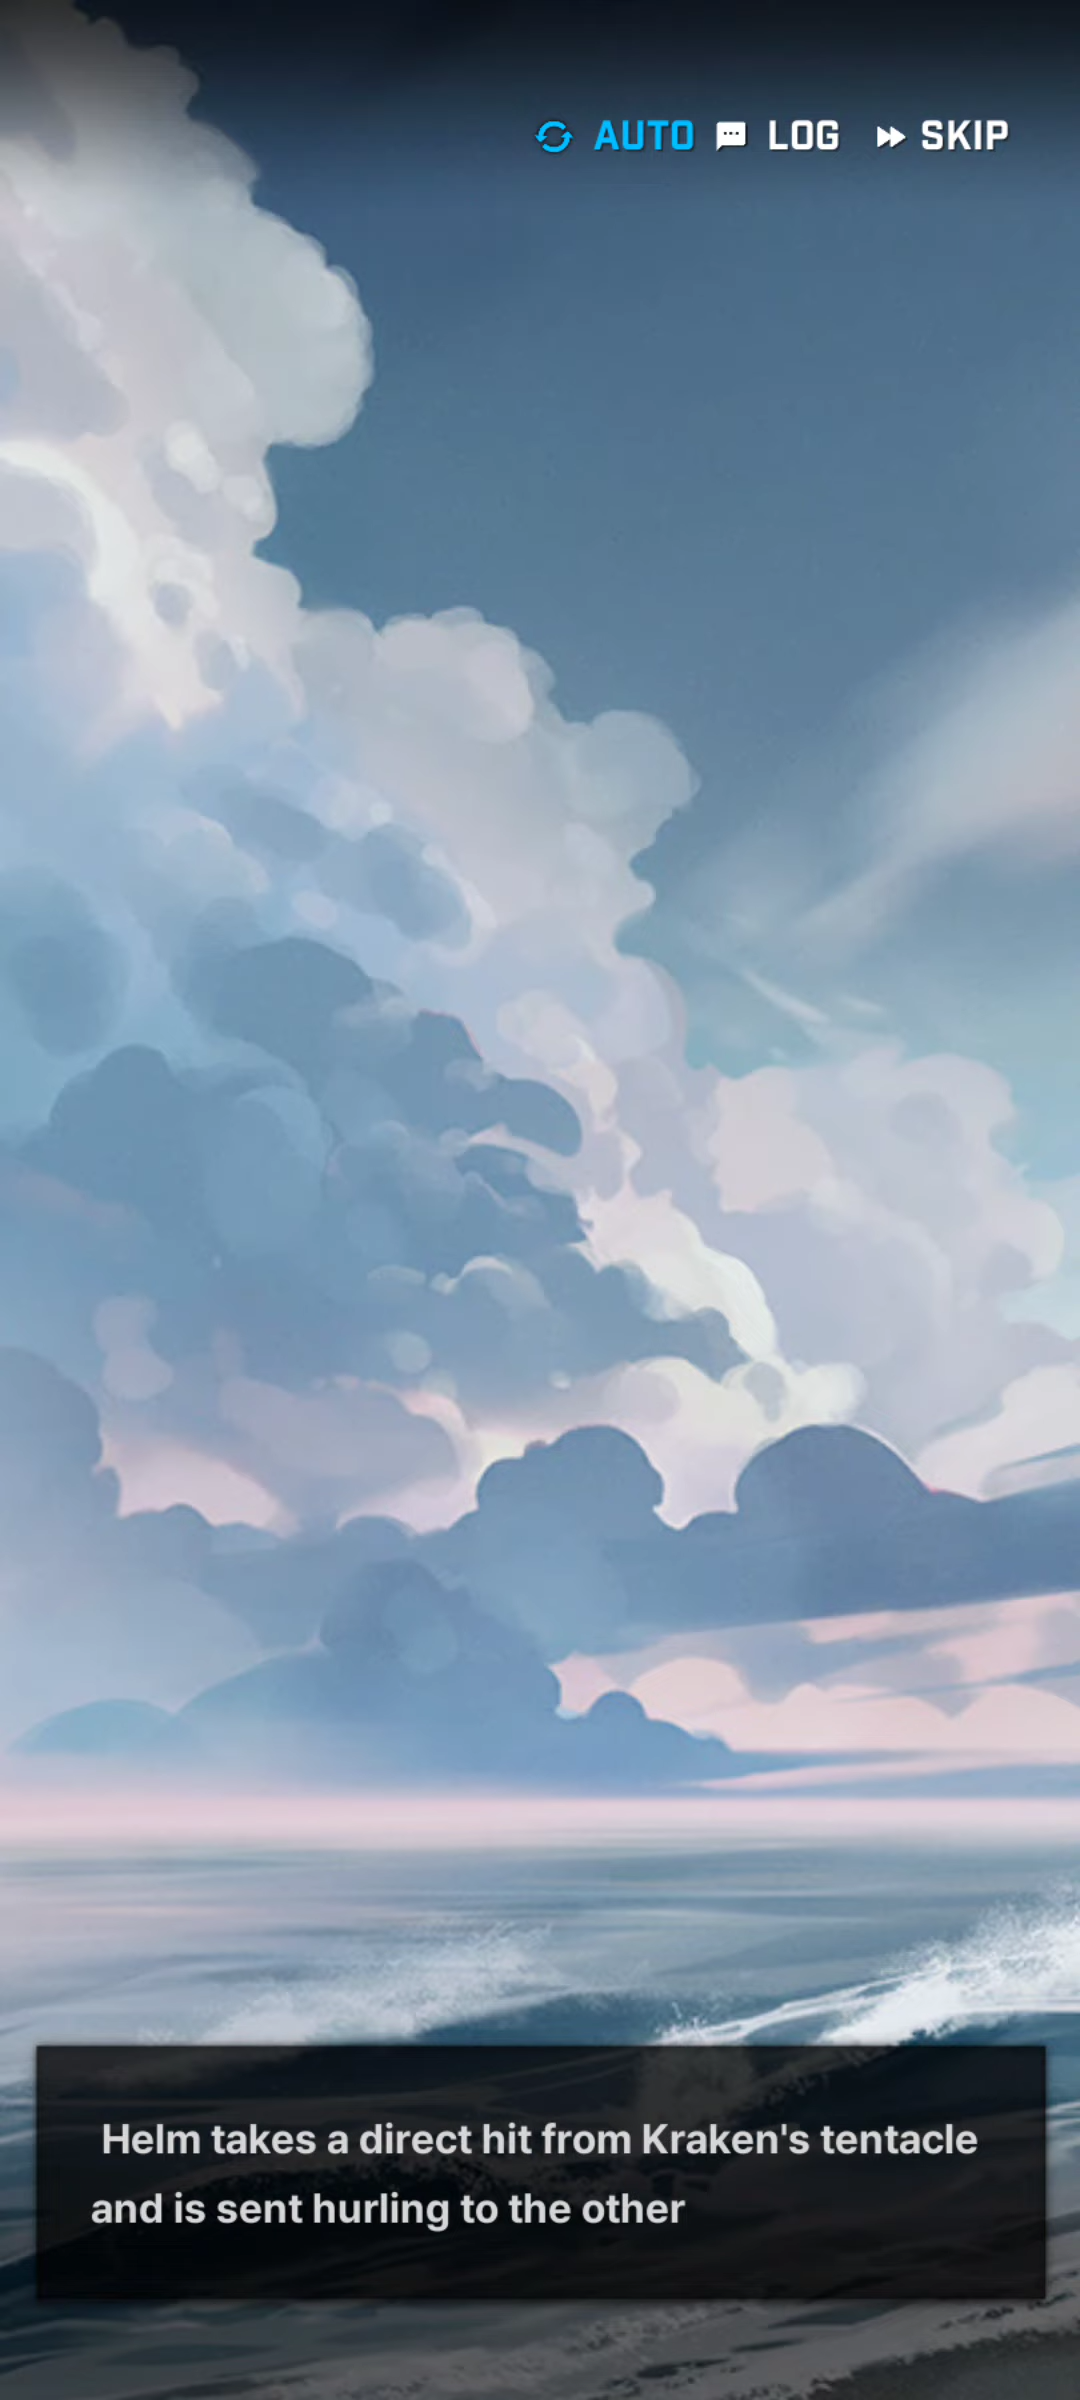 AUTO LOG SKIP
Helm takes a direct hit from Kraken's tentacle
and is sent hurling to the other